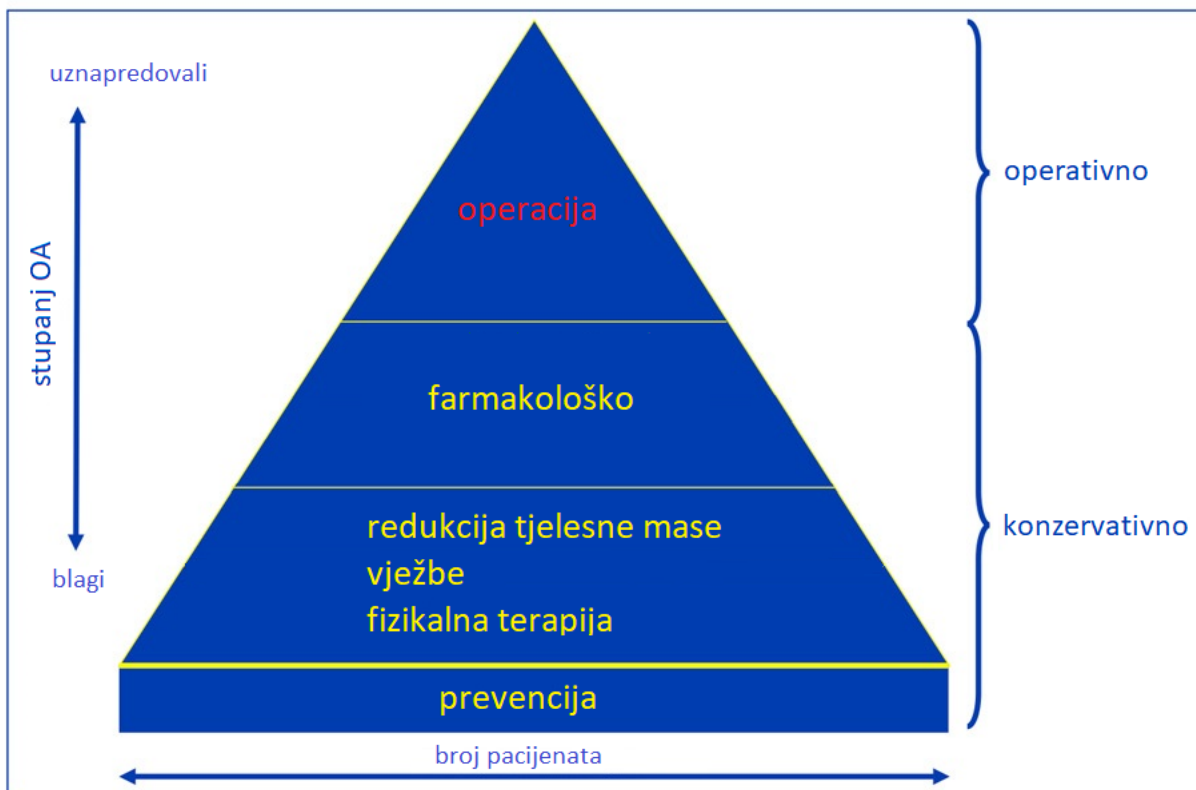 uznapredovali
operativno
operacija
stupanj OA
farmakološko
konzervativno
redukcija tjelesne mase
vježbe
fizikalna terapija
blagi
prevencija
broj pacijenata